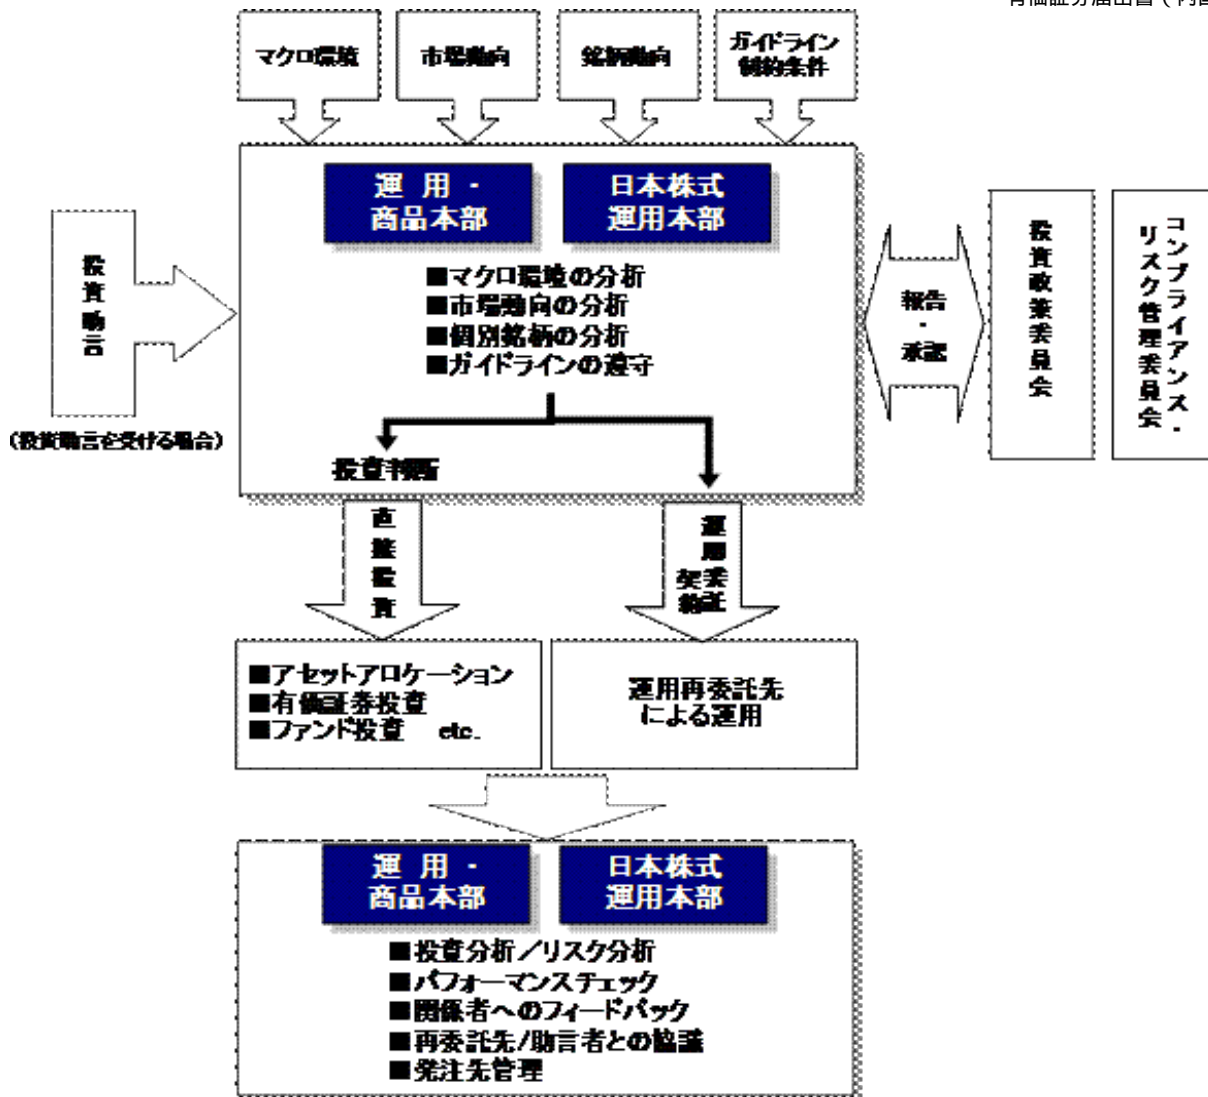 有価証券届出書（内国
マクロ環境
市場動向
銘柄動向
ガイドライン
制約条件
運 用 ・
商品本部
日本株式
運用本部
■マクロ環境の分析
■市場動向の分析
■個別銘柄の分析
■ガイドラインの遵守
投資助言
（投資助言を受ける場合）
報告
・
承認
投資政策委員会
コンプライアンス・
リスク管理委員会
投資判断
直接投資
運用委託
契約
■アセットアロケーション
■有価証券投資
■ファンド投資 etc.
運用再委託先
による運用
運 用 ・
商品本部
日本株式
運用本部
■投資分析／リスク分析
■パフォーマンスチェック
■関係者へのフィードバック
■再委託先/助言者との協議
■発注先管理